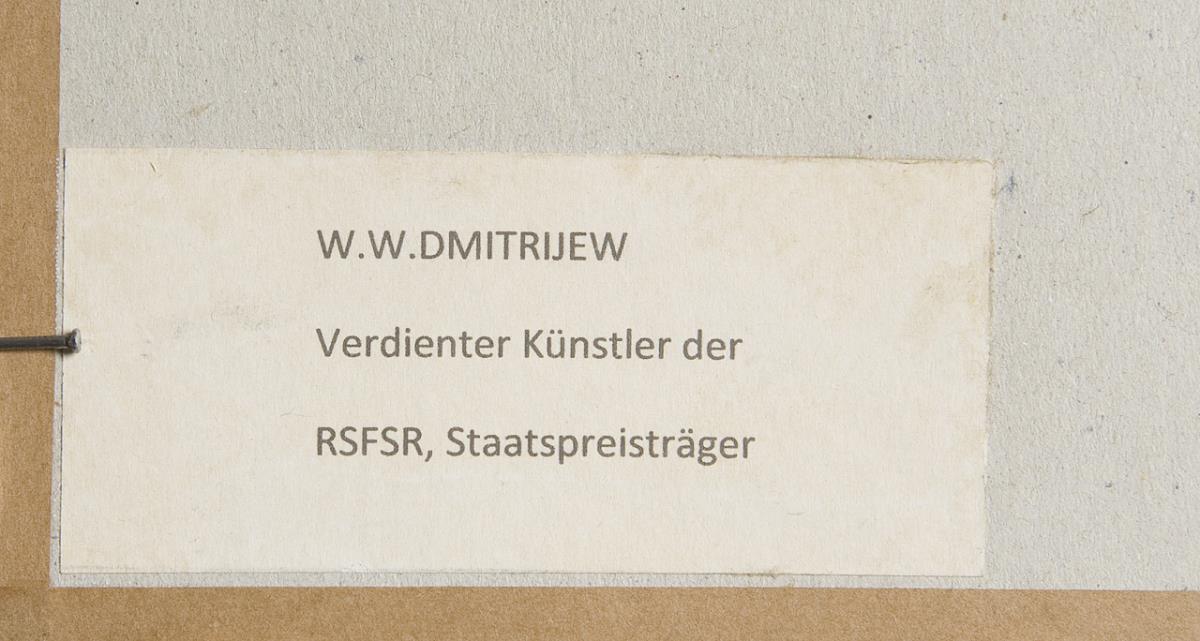 W.W.DMITRIJEW
Verdienter Künstler der
RSFSR, Staatspreisträger